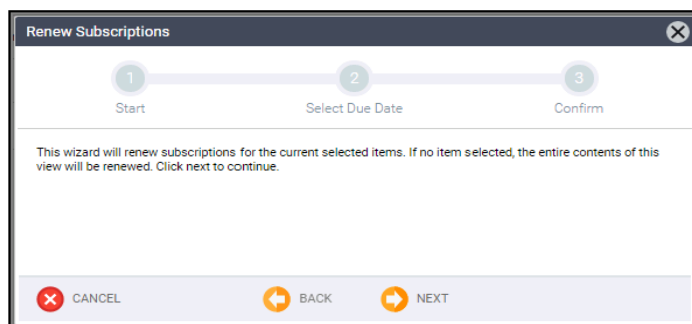 Renew Subscriptions
1 2 3
Start Select Due Date Confirm
This wizard will renew subscriptions for the current selected items. If no item selected, the entire contents of this
view will be renewed. Click next to continue.
CANCEL BACK NEXT